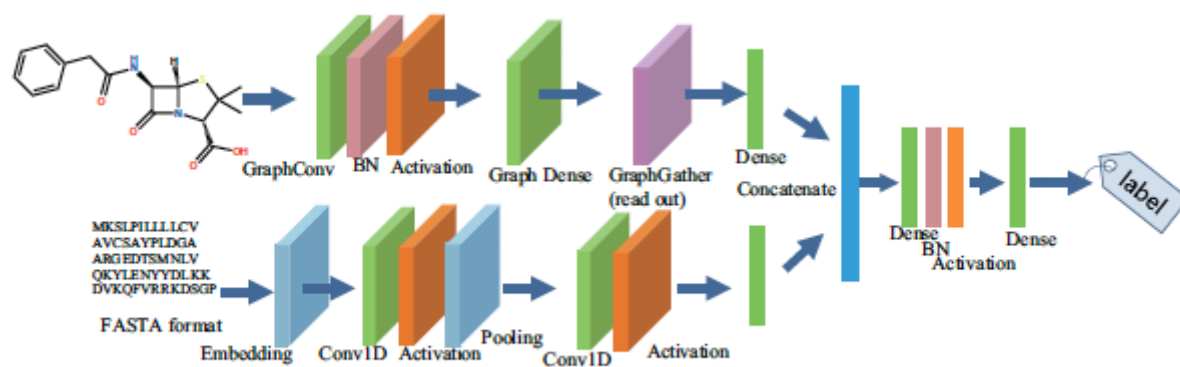 H
N
H
S
O
N
O
O
OH
GraphConv
BN
Activation
Graph Dense
GraphGather
(read out)
Dense
Concatenate
Dense
BN
Activation
Dense
label
MKSLPILLLLCV
AVCSAYPLDGA
ARGEDTSMNLV
QKYLENYYDLKK
DVKQFVRRKDSGP
FASTA format
Embedding
Conv1D
Activation
Pooling
Conv1D
Activation